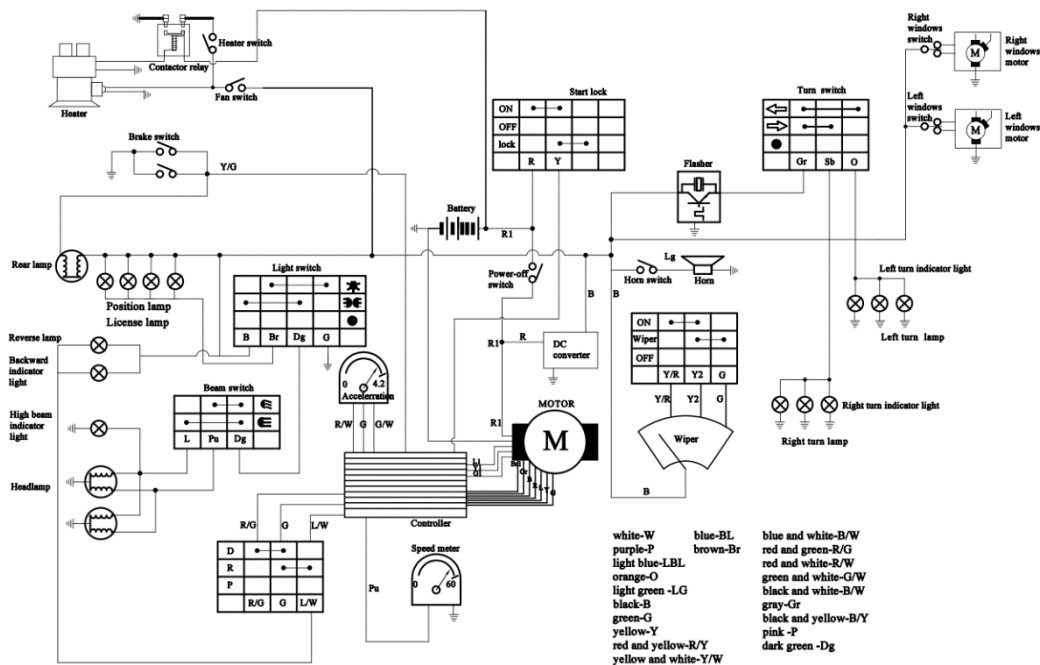 Heater switch
Contactor relay
Fan switch
Heater
Right
windows
switch
Right
windows
motor
Left
windows
switch
Left
windows
motor
Start lock
ON
OFF
lock
R Y
Turn switch
Gr Sb O
Brake switch
Y/G
Flasher
Battery
R1
Rear lamp
Power-off
switch
Lg
Horn switch
Horn
Light switch
B Br Dg G
Position lamp
License lamp
Left turn indicator light
Left turn lamp
Reverse lamp
Backward
indicator
light
R1
R
DC
converter
B
B
ON
Wiper
OFF
Y/R Y2 G
Y/R Y2 G
Wiper
B
0 4.2
Accelerration
R/W G G/W
Beam switch
L Pu Dg
High beam
indicator
light
Headlamp
Right turn indicator light
Right turn lamp
MOTOR
M
R1
Controller
R/G G L/W
D
R
P
R/G G L/W
Pu
Speed meter
0 60
white-W blue-BL blue and white-B/W
purple-P brown-Br red and green-R/G
light blue-LBL red and white-R/W
orange-O green and white-G/W
light green -LG black and white-B/W
black-B gray-Gr
green-G black and yellow-B/Y
yellow-Y pink -P
red and yellow-R/Y dark green -Dg
yellow and white-Y/W
M
M